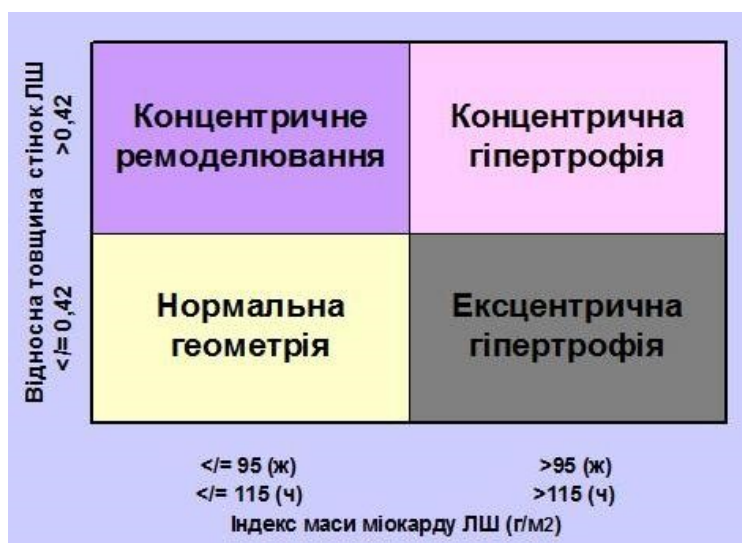 Відносна товщина стінок ЛШ
</= 0,42 >0,42
Концентричне
ремоделювання
Концентрична
гіпертрофія
Нормальна
геометрія
Ексцентрична
гіпертрофія
</= 95 (ж)
</= 115 (ч)
>95 (ж)
>115 (ч)
Індекс маси міокарду ЛШ (г/м2)